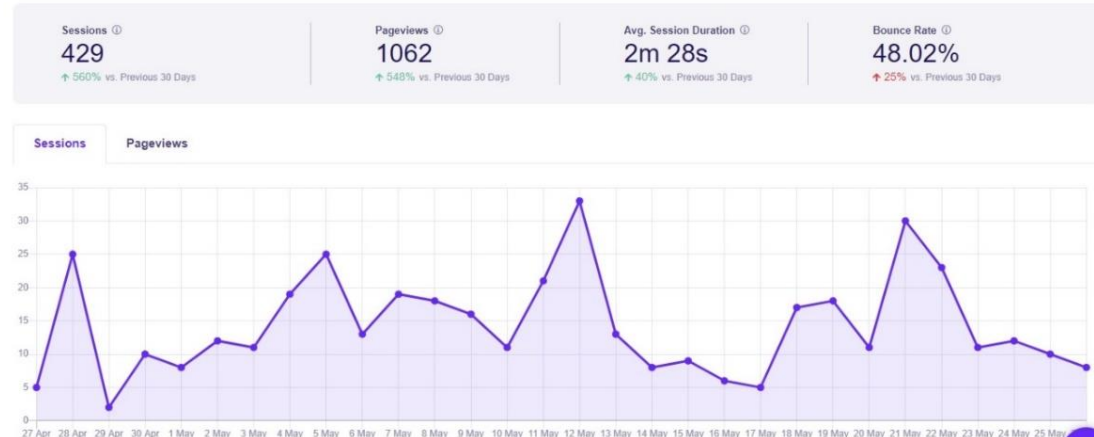 Sessions ⓘ
429
↑ 560% vs. Previous 30 Days
Pageviews ⓘ
1062
↑ 548% vs. Previous 30 Days
Avg. Session Duration ⓘ
2m 28s
↑ 40% vs. Previous 30 Days
Bounce Rate ⓘ
48.02%
↑ 25% vs. Previous 30 Days
Sessions Pageviews
35
30
25
20
15
10
5
0
27 Apr 28 Apr 29 Apr 30 Apr 1 May 2 May 3 May 4 May 5 May 6 May 7 May 8 May 9 May 10 May 11 May 12 May 13 May 14 May 15 May 16 May 17 May 18 May 19 May 20 May 21 May 22 May 23 May 24 May 25 May